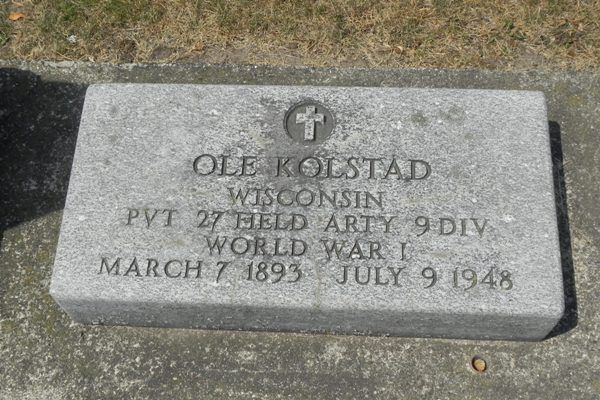 OLE KOLSTAD
WISCONSIN
PVT 27 FIELD ARTY 9 DIV
WORLD WAR I
MARCH 7 1893 JULY 9 1948